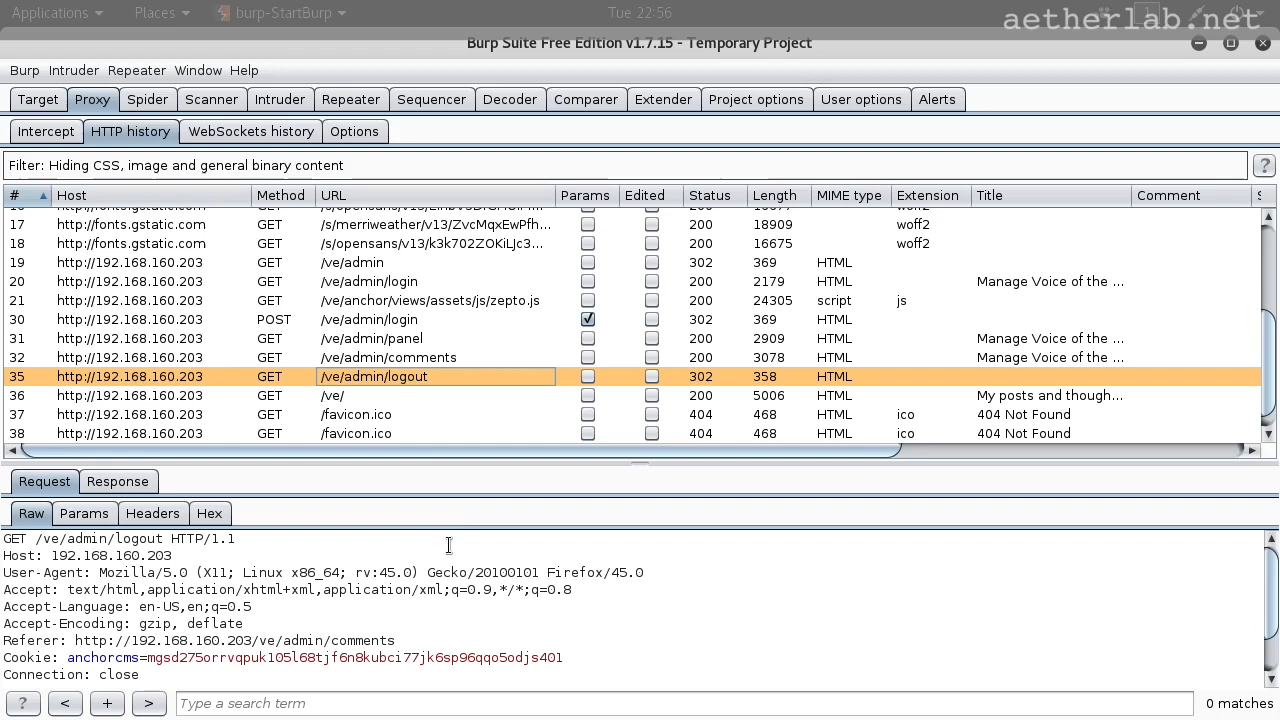 Applications Places burp-StartBurp Tue 22:56 1
aetherlab.net
Burp Suite Free Edition v1.7.15 - Temporary Project
Burp Intruder Repeater Window Help
Target Proxy Spider Scanner Intruder Repeater Sequencer Decoder Comparer Extender Project options User options Alerts
Intercept HTTP history WebSockets history Options
Filter: Hiding CSS, image and general binary content ?
# Host Method URL Params Edited Status Length MIME type Extension Title Comment
17 http://fonts.gstatic.com GET /s/merriweather/v13/ZvcMqxEwPfh... 200 18909 woff2
18 http://fonts.gstatic.com GET /s/opensans/v13/k3k702ZOKiLJc3... 200 16675 woff2
19 http://192.168.160.203 GET /ve/admin 302 369 HTML
20 http://192.168.160.203 GET /ve/admin/login 200 2179 HTML Manage Voice of the ...
21 http://192.168.160.203 GET /ve/anchor/views/assets/js/zepto.js 200 24305 script js
30 http://192.168.160.203 POST /ve/admin/login 302 369 HTML
31 http://192.168.160.203 GET /ve/admin/panel 200 2909 HTML Manage Voice of the ...
32 http://192.168.160.203 GET /ve/admin/comments 200 3078 HTML Manage Voice of the ...
35 http://192.168.160.203 GET /ve/admin/logout 302 358 HTML
36 http://192.168.160.203 GET /ve/ 200 5006 HTML My posts and though...
37 http://192.168.160.203 GET /favicon.ico 404 468 HTML ico 404 Not Found
38 http://192.168.160.203 GET /favicon.ico 404 468 HTML ico 404 Not Found
Request Response
Raw Params Headers Hex
GET /ve/admin/logout HTTP/1.1
Host: 192.168.160.203
User-Agent: Mozilla/5.0 (X11; Linux x86_64; rv:45.0) Gecko/20100101 Firefox/45.0
Accept: text/html,application/xhtml+xml,application/xml;q=0.9,*/*;q=0.8
Accept-Language: en-US,en;q=0.5
Accept-Encoding: gzip, deflate
Referer: http://192.168.160.203/ve/admin/comments
Cookie: anchorcms=mgsd275orrvqpuk105l68tjf6n8kubci77jk6sp96qqo5odjs401
Connection: close
? < + > Type a search term 0 matches